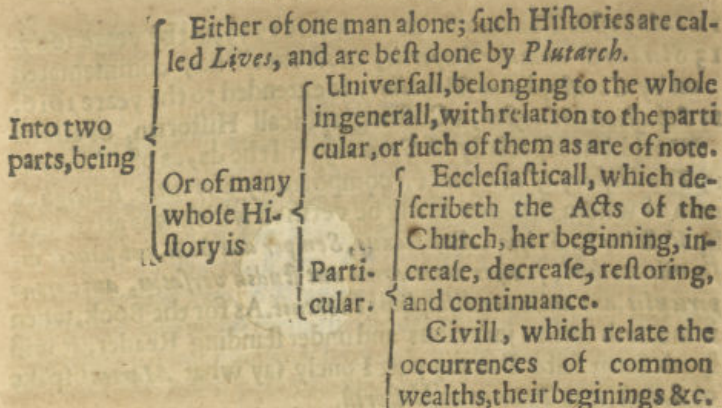 Either of one man alone; ſuch Hiſtories are cal-
led Lives, and are beſt done by Plutarch.
Into two
parts, being
Univerſall, belonging to the whole
in generall, with relation to the parti
cular, or ſuch of them as are of note.
Or of many
whoſe Hi-
ſtory is
Eccleſiaſticall, which de-
ſcribeth the Acts of the
Church, her beginning, in-
creaſe, decreaſe, reſtoring,
and continuance.
Parti-
cular.
Civill, which relate the
occurrences of common
wealths, their beginings &c.